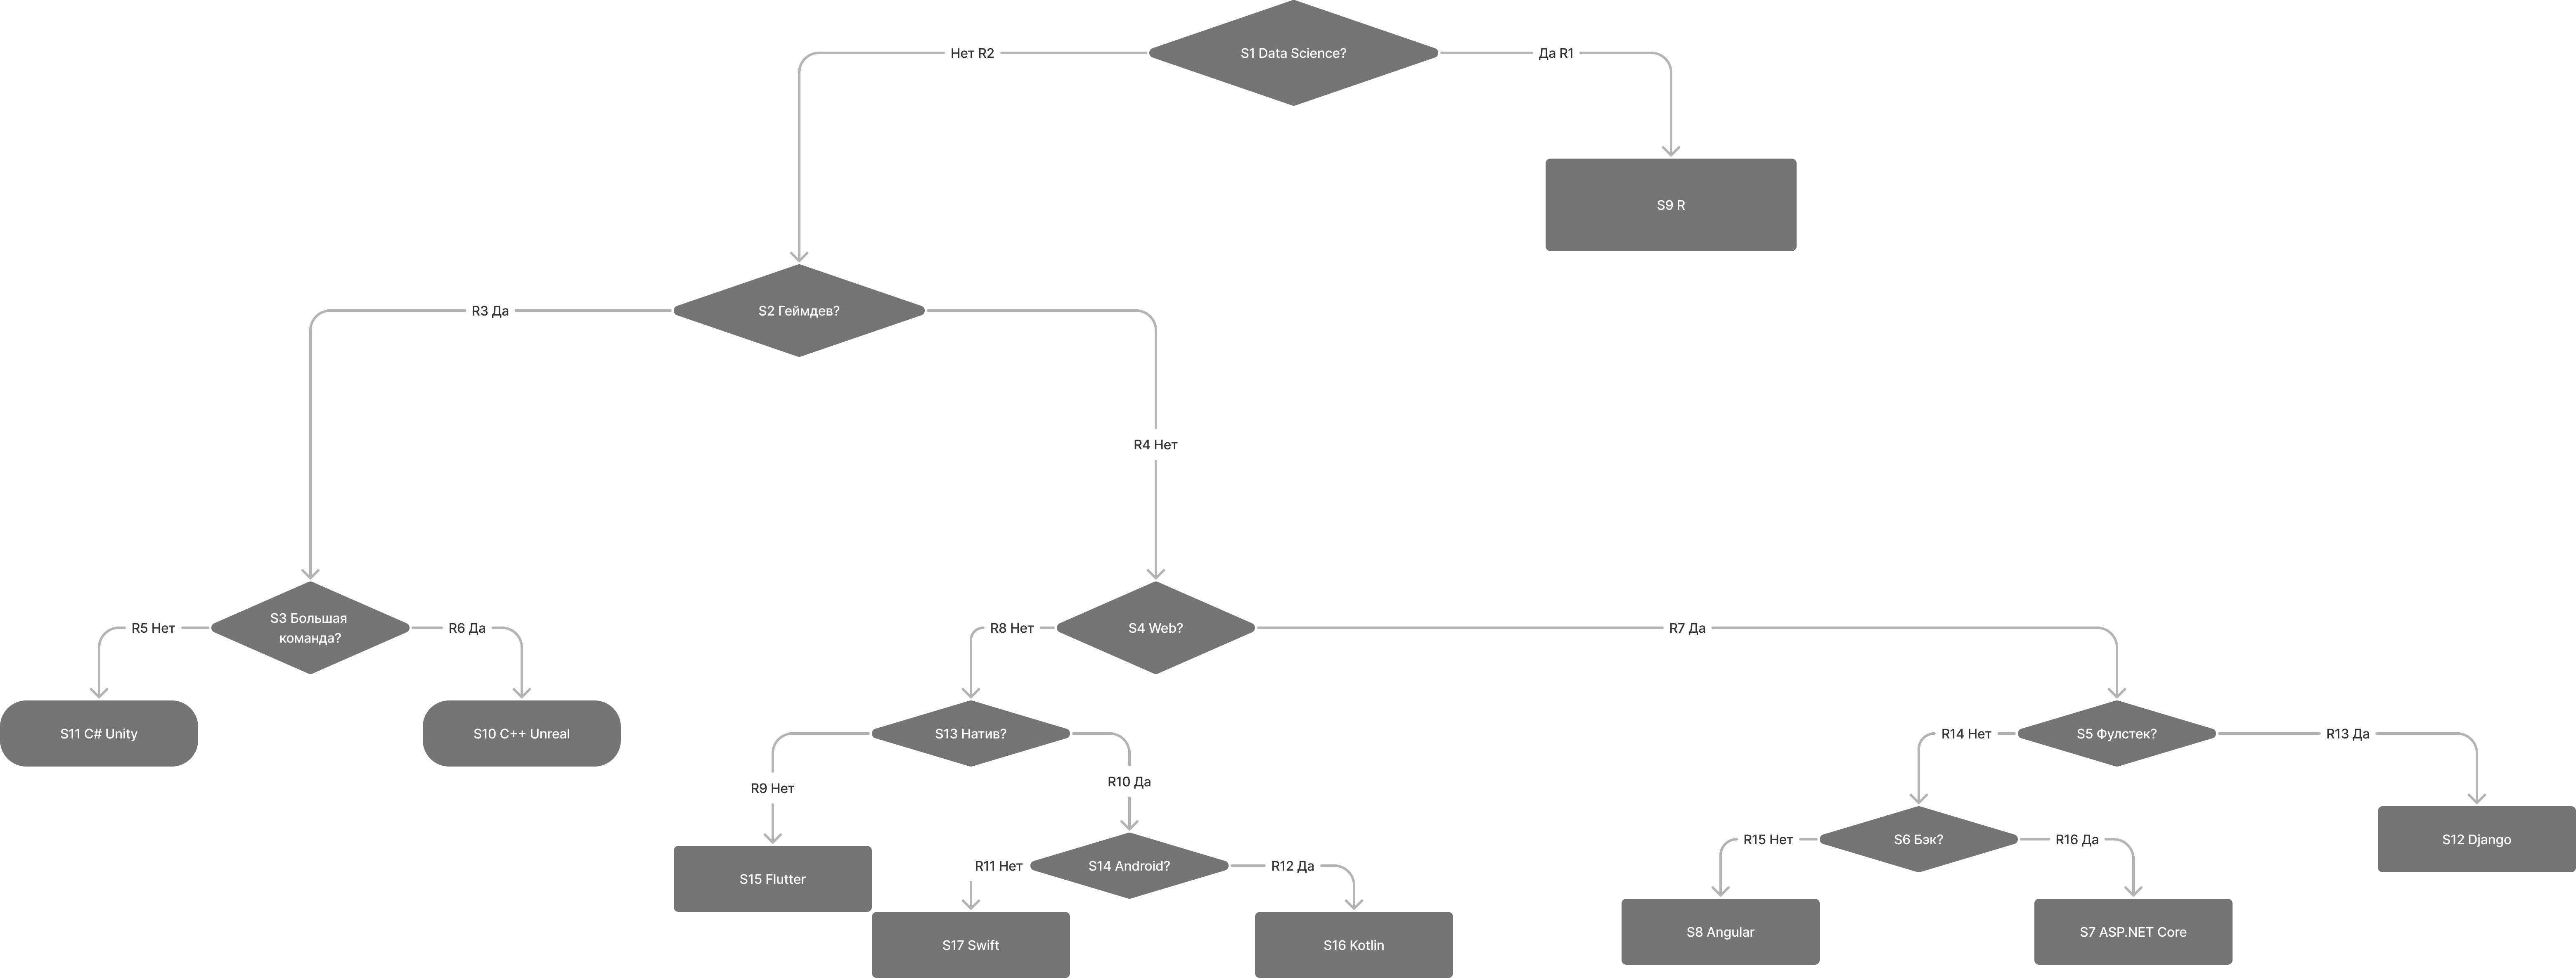 Нет R2
S1 Data Science?
Да R1
S9 R
R3 Да
S2 Геймдев?
R4 Нет
R5 Нет
S3 Большая
команда?
R6 Да
R8 Нет
S4 Web?
R7 Да
S11 C# Unity
S10 C++ Unreal
S13 Натив?
R14 Нет
S5 Фулстек?
R13 Да
R9 Нет
R10 Да
R15 Нет
S6 Бэк?
R16 Да
S12 Django
S15 Flutter
R11 Нет
S14 Android?
R12 Да
S17 Swift
S16 Kotlin
S8 Angular
S7 ASP.NET Core